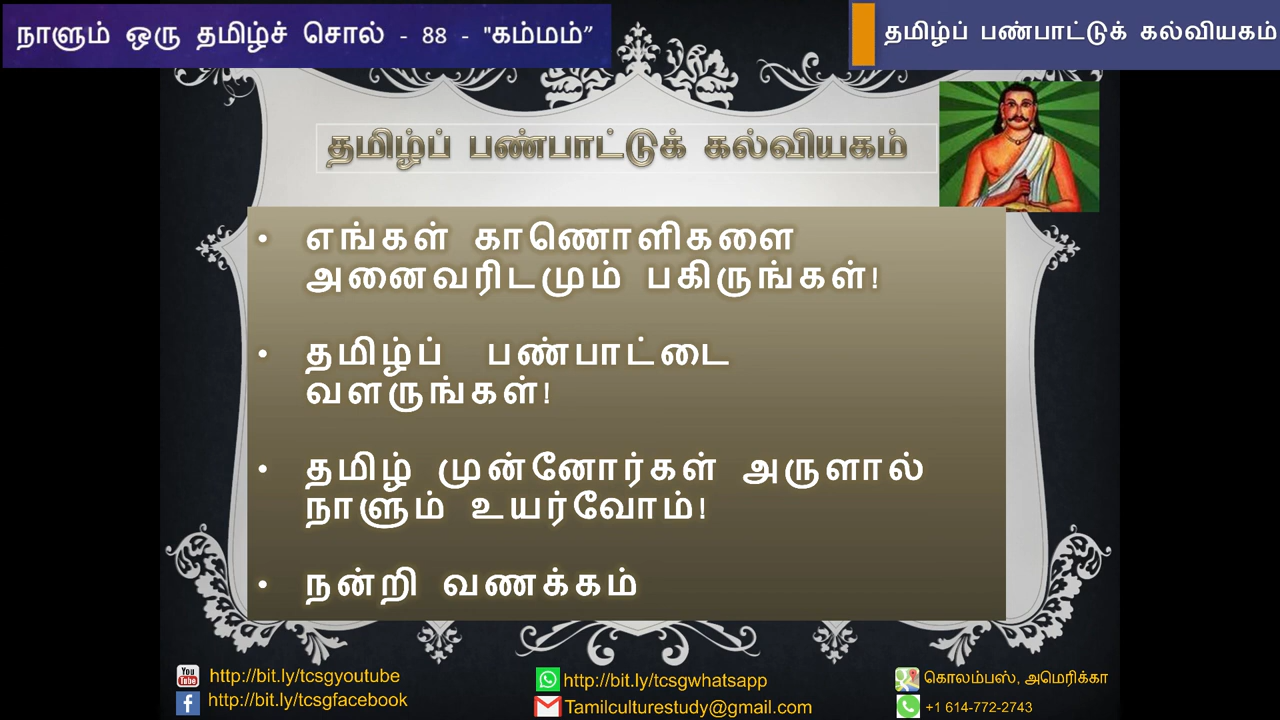 நாளும் ஒரு தமிழ்ச் சொல் - 88 - "கம்மம்”
தமிழ்ப் பண்பாட்டுக் கல்வியகம்
தமிழ்ப் பண்பாட்டுக் கல்வியகம்
• எங்கள் காணொளிகளை
அனைவரிடமும் பகிருங்கள்!
• தமிழ்ப் பண்பாட்டை
வளருங்கள்!
• தமிழ் முன்னோர்கள் அருளால்
நாளும் உயர்வோம்!
• நன்றி வணக்கம்
You Tube http://bit.ly/tcsgyoutube
http://bit.ly/tcsgwhatsapp
கொலம்பஸ், அமெரிக்கா
http://bit.ly/tcsgfacebook
Tamilculturestudy@gmail.com
+1 614-772-2743